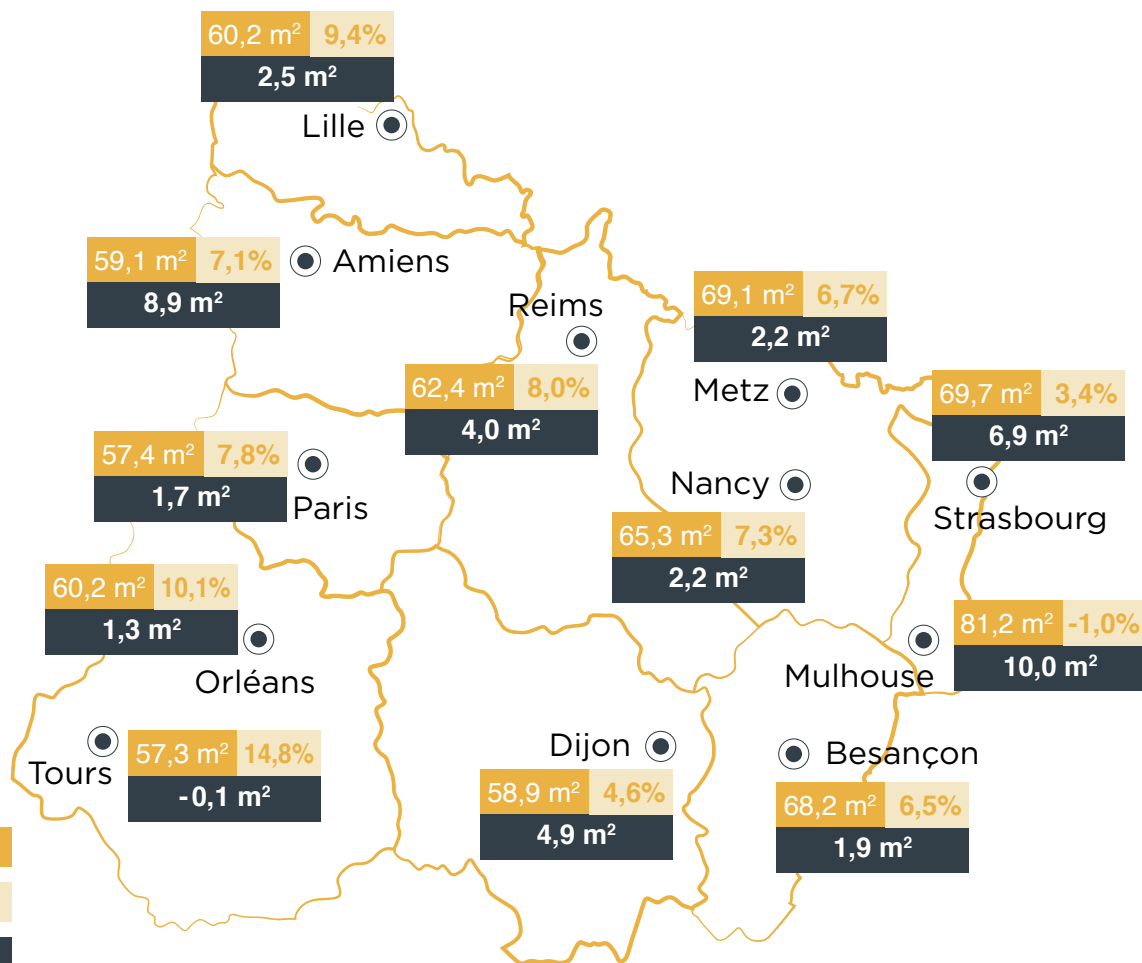 60,2 m² 9,4%
2,5 m²
Lille
59,1 m² 7,1%
8,9 m²
Amiens
Reims
62,4 m² 8,0%
4,0 m²
69,1 m² 6,7%
2,2 m²
Metz
69,7 m² 3,4%
6,9 m²
Strasbourg
57,4 m² 7,8%
1,7 m²
Paris
Nancy
65,3 m² 7,3%
2,2 m²
60,2 m² 10,1%
1,3 m²
Orléans
81,2 m² -1,0%
10,0 m²
Mulhouse
Tours
57,3 m² 14,8%
-0,1 m²
Dijon
58,9 m² 4,6%
4,9 m²
Besançon
68,2 m² 6,5%
1,9 m²